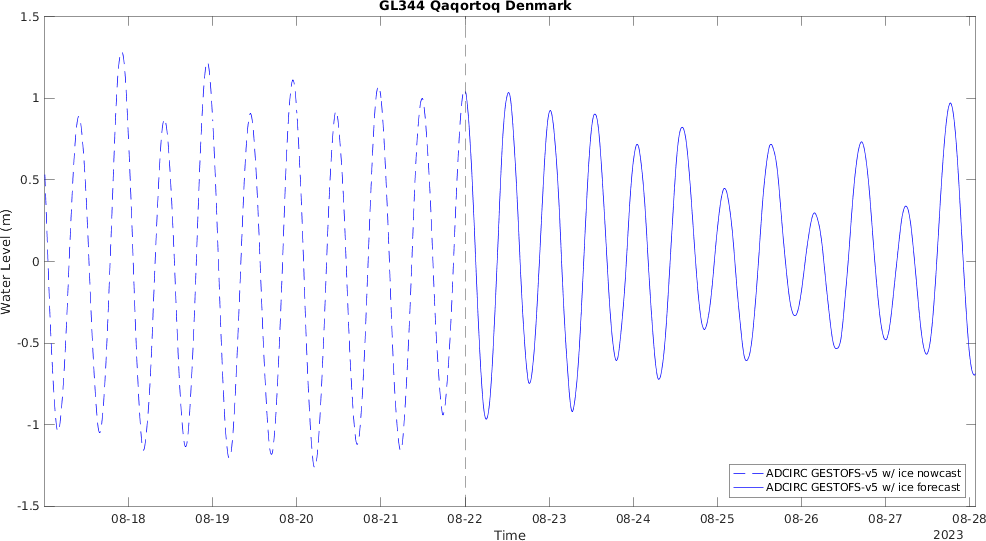 GL344 Qaqortoq Denmark
1.5
1
0.5
0
-0.5
-1
-1.5
Water Level (m)
08-18 08-19 08-20 08-21 08-22 08-23 08-24 08-25 08-26 08-27 08-28
Time
2023
ADCIRC GESTOFS-v5 w/ ice nowcast
ADCIRC GESTOFS-v5 w/ ice forecast